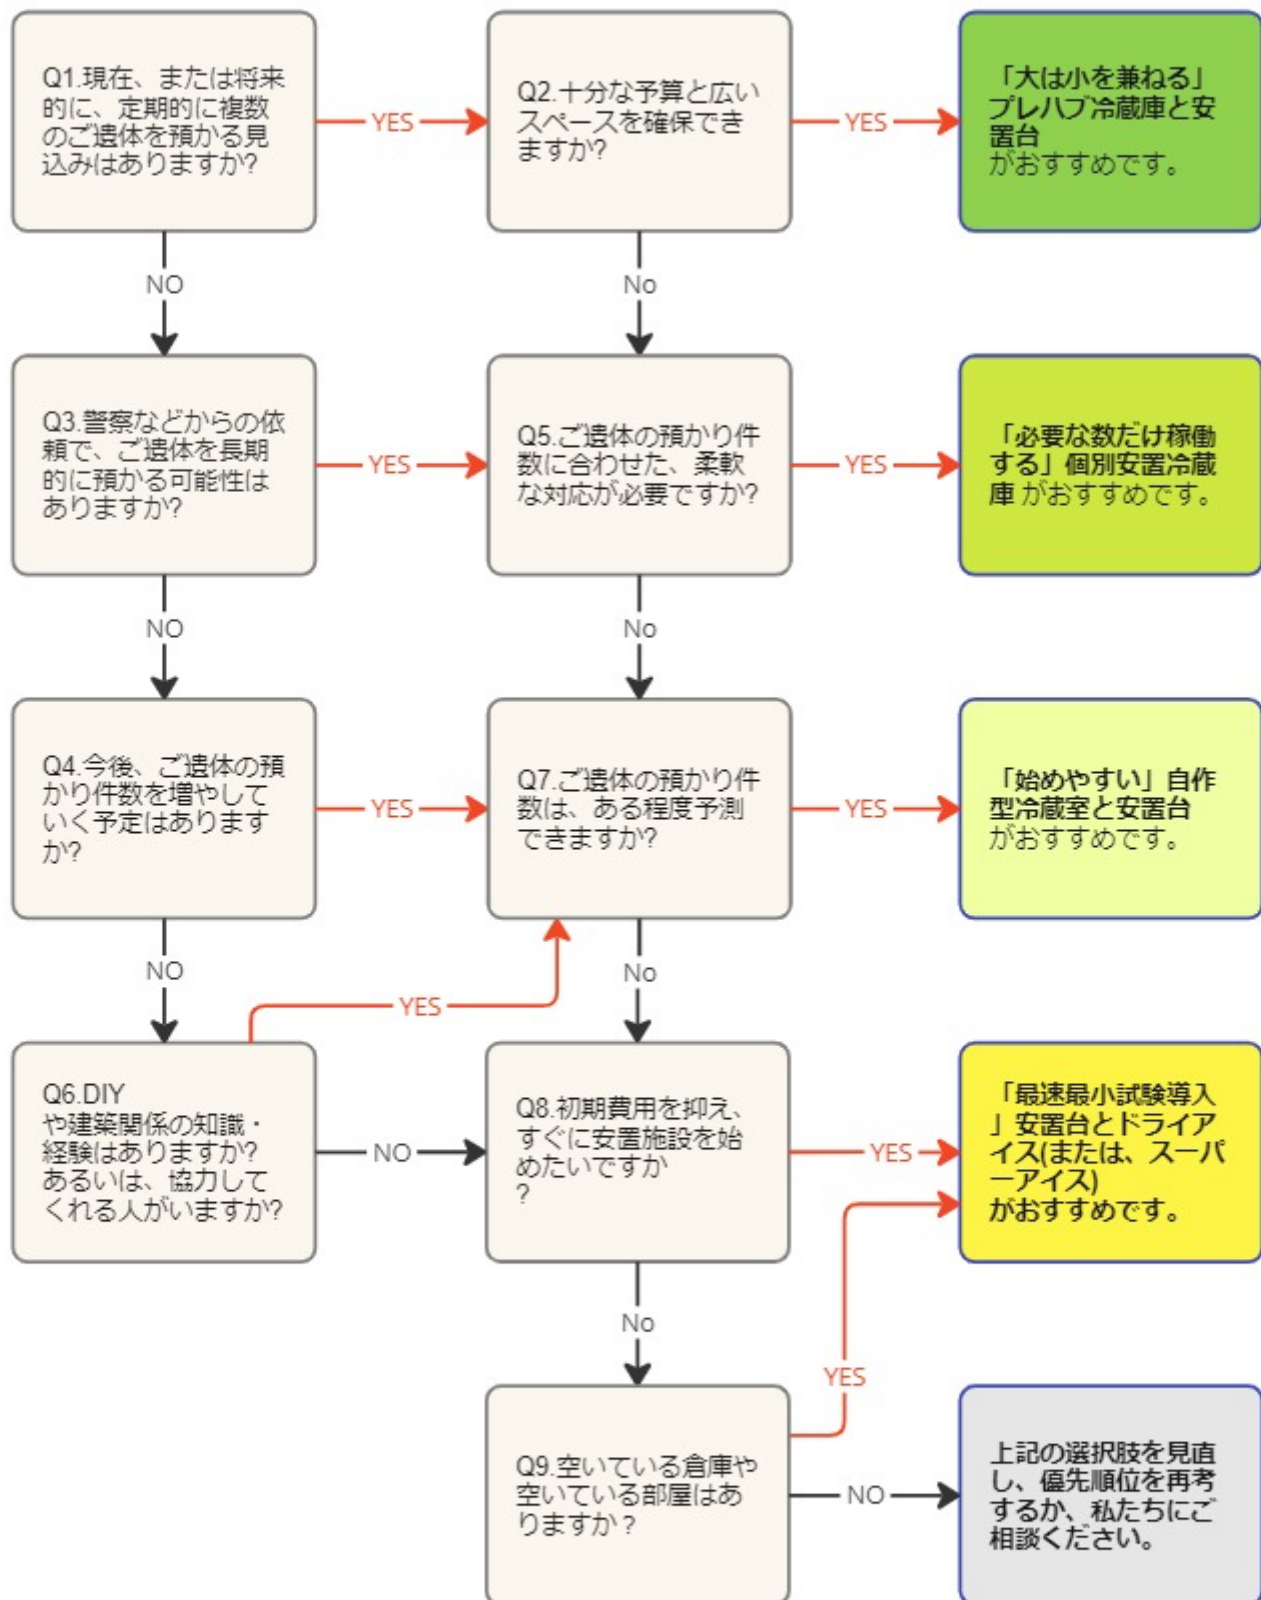 Q1.現在、または将来
的に、定期的に複数
のご遺体を預かる見
込みはありますか?
YES
Q2.十分な予算と広い
スペースを確保でき
ますか?
YES
「大は小を兼ねる」
プレハブ冷蔵庫と安
置台
がおすすめです。
NO
No
Q3.警察などからの依
頼で、ご遺体を長期
的に預かる可能性は
ありますか?
YES
Q5.ご遺体の預かり件
数に合わせた、柔軟
な対応が必要ですか?
YES
「必要な数だけ稼働
する」個別安置冷蔵
庫 がおすすめです。
NO
No
Q4.今後、ご遺体の預
かり件数を増やして
いく予定はあります
か?
YES
Q7.ご遺体の預かり件
数は、ある程度予測
できますか?
YES
「始めやすい」自作
型冷蔵室と安置台
がおすすめです。
NO
No
YES
Q6.DIY
や建築関係の知識・
経験はありますか?
あるいは、協力して
くれる人がいますか?
NO
Q8.初期費用を抑え、
すぐに安置施設を始
めたいですか
?
YES
「最速最小試験導入
」安置台とドライア
イス(または、スーパ
ーアイス)
がおすすめです。
No
YES
Q9.空いている倉庫や
空いている部屋はあ
りますか？
NO
上記の選択肢を見直
し、優先順位を再考
するか、私たちにご
相談ください。